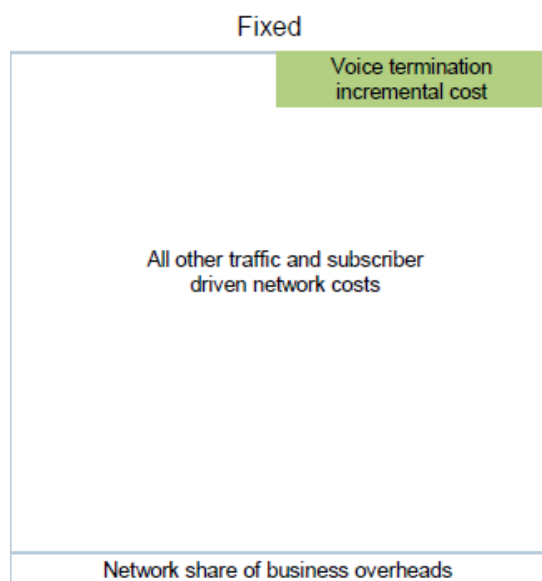 Fixed
Voice termination
incremental cost
All other traffic and subscriber
driven network costs
Network share of business overheads